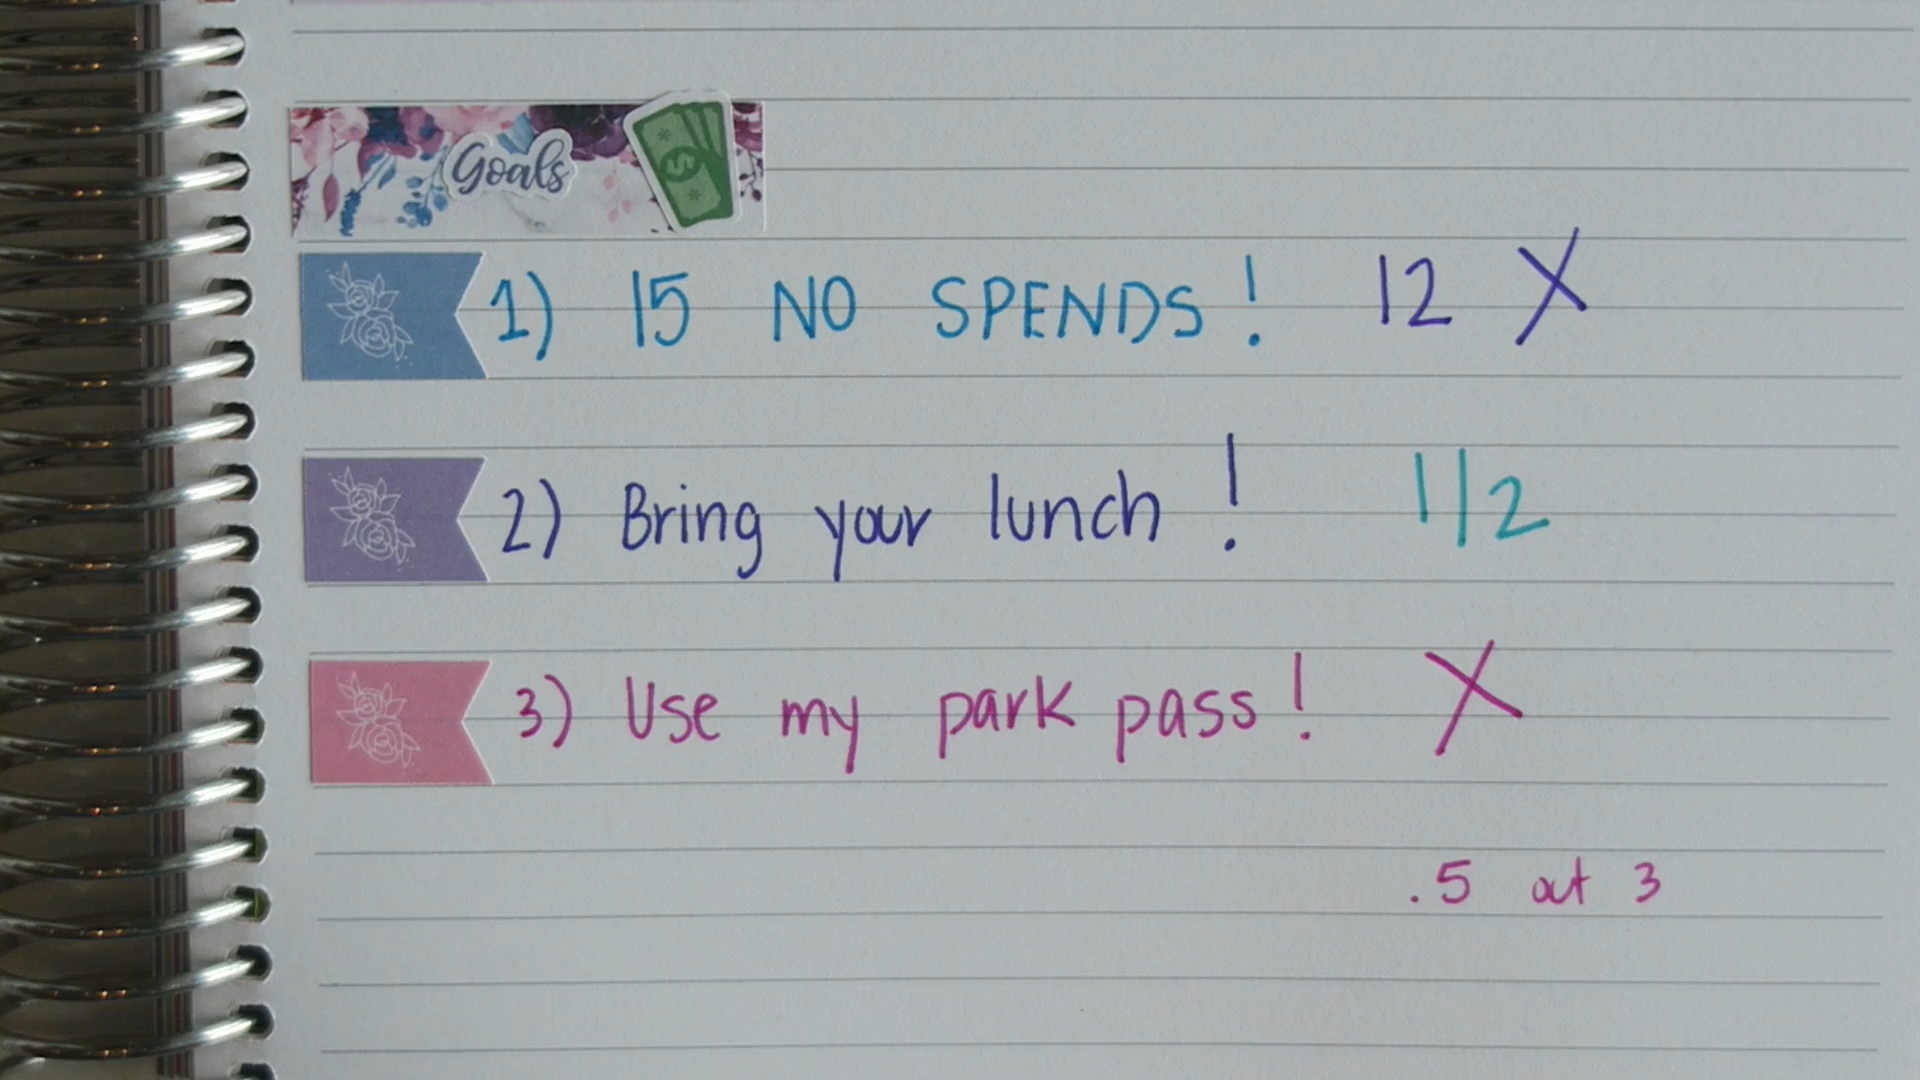 Goals
1) 15 NO SPENDS! 12 X
2) Bring your lunch! 1/2
3) Use my park pass! X
.5 out 3